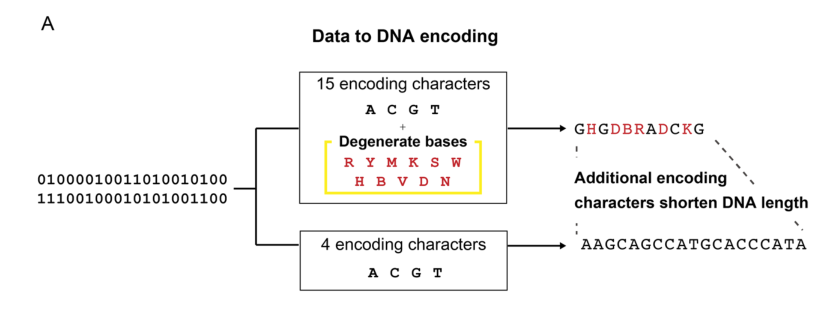 A
Data to DNA encoding
15 encoding characters
A C G T
+
Degenerate bases
R Y M K S W
H B V D N
01000010011010010100
11100100010101001100
4 encoding characters
A C G T
GHGDBRADCKG
Additional encoding
characters shorten DNA length
AAGCAGCCATGCACCCATA